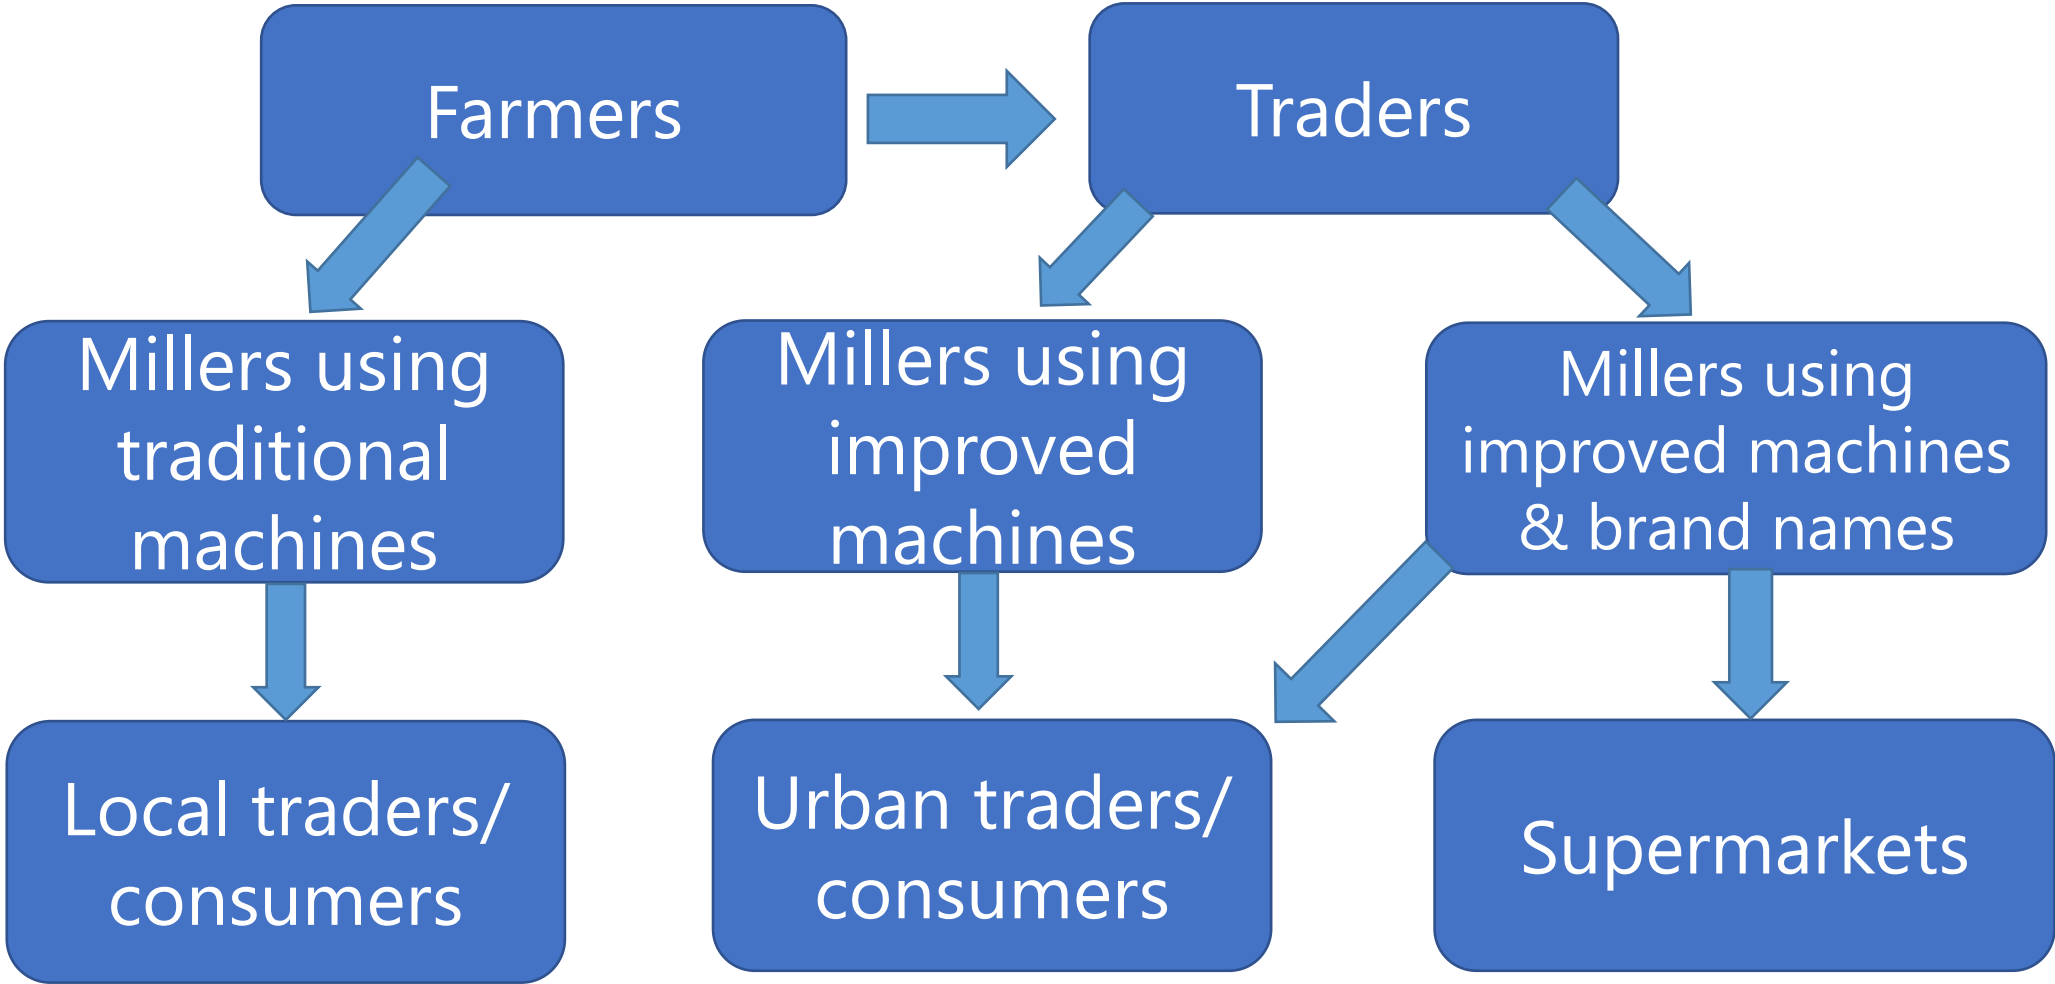 Farmers
Traders
Millers using
traditional
machines
Millers using
improved
machines
Millers using
improved machines
& brand names
Local traders/
consumers
Urban traders/
consumers
Supermarkets